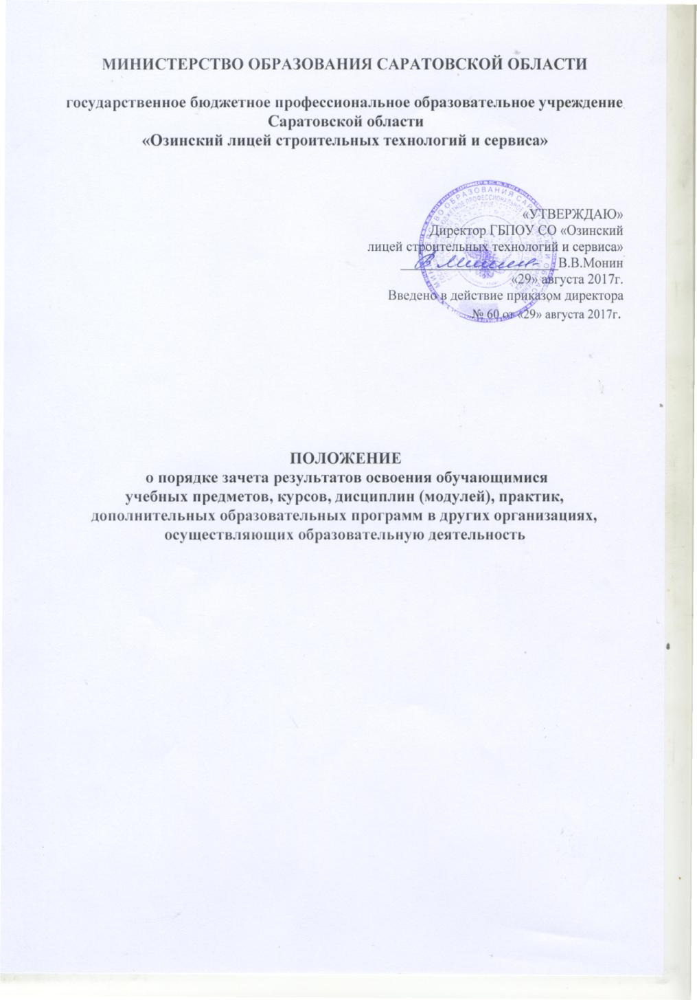 МИНИСТЕРСТВО ОБРАЗОВАНИЯ САРАТОВСКОЙ ОБЛАСТИ
государственное бюджетное профессиональное образовательное учреждение
Саратовской области
«Озинский лицей строительных технологий и сервиса»
«УТВЕРЖДАЮ»
Директор ГБПОУ СО «Озинский
лицей строительных технологий и сервиса»
В.В.Монин
«29» августа 2017г.
Введено в действие приказом директора
№ 60 от «29» августа 2017г.
ПОЛОЖЕНИЕ
о порядке зачета результатов освоения обучающимися
учебных предметов, курсов, дисциплин (модулей), практик,
дополнительных образовательных программ в других организациях,
осуществляющих образовательную деятельность